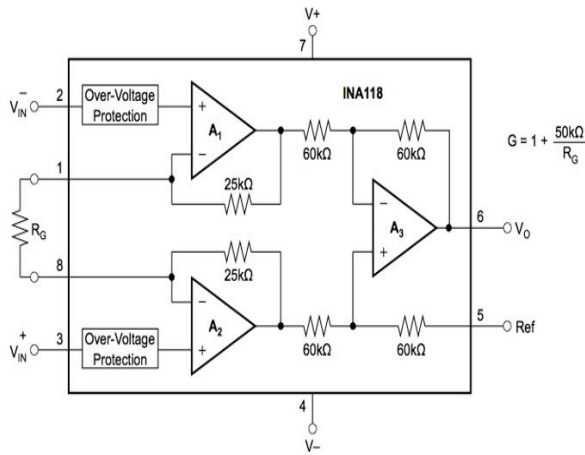 V+
7
INA118
2
V⁻IN
Over-Voltage
Protection
+
A1
−
60kΩ
60kΩ
G = 1 + 50kΩ / RG
1
25kΩ
RG
−
A3
+
6
VO
8
25kΩ
−
A2
+
5
Ref
3
V⁺IN
Over-Voltage
Protection
60kΩ
60kΩ
4
V−